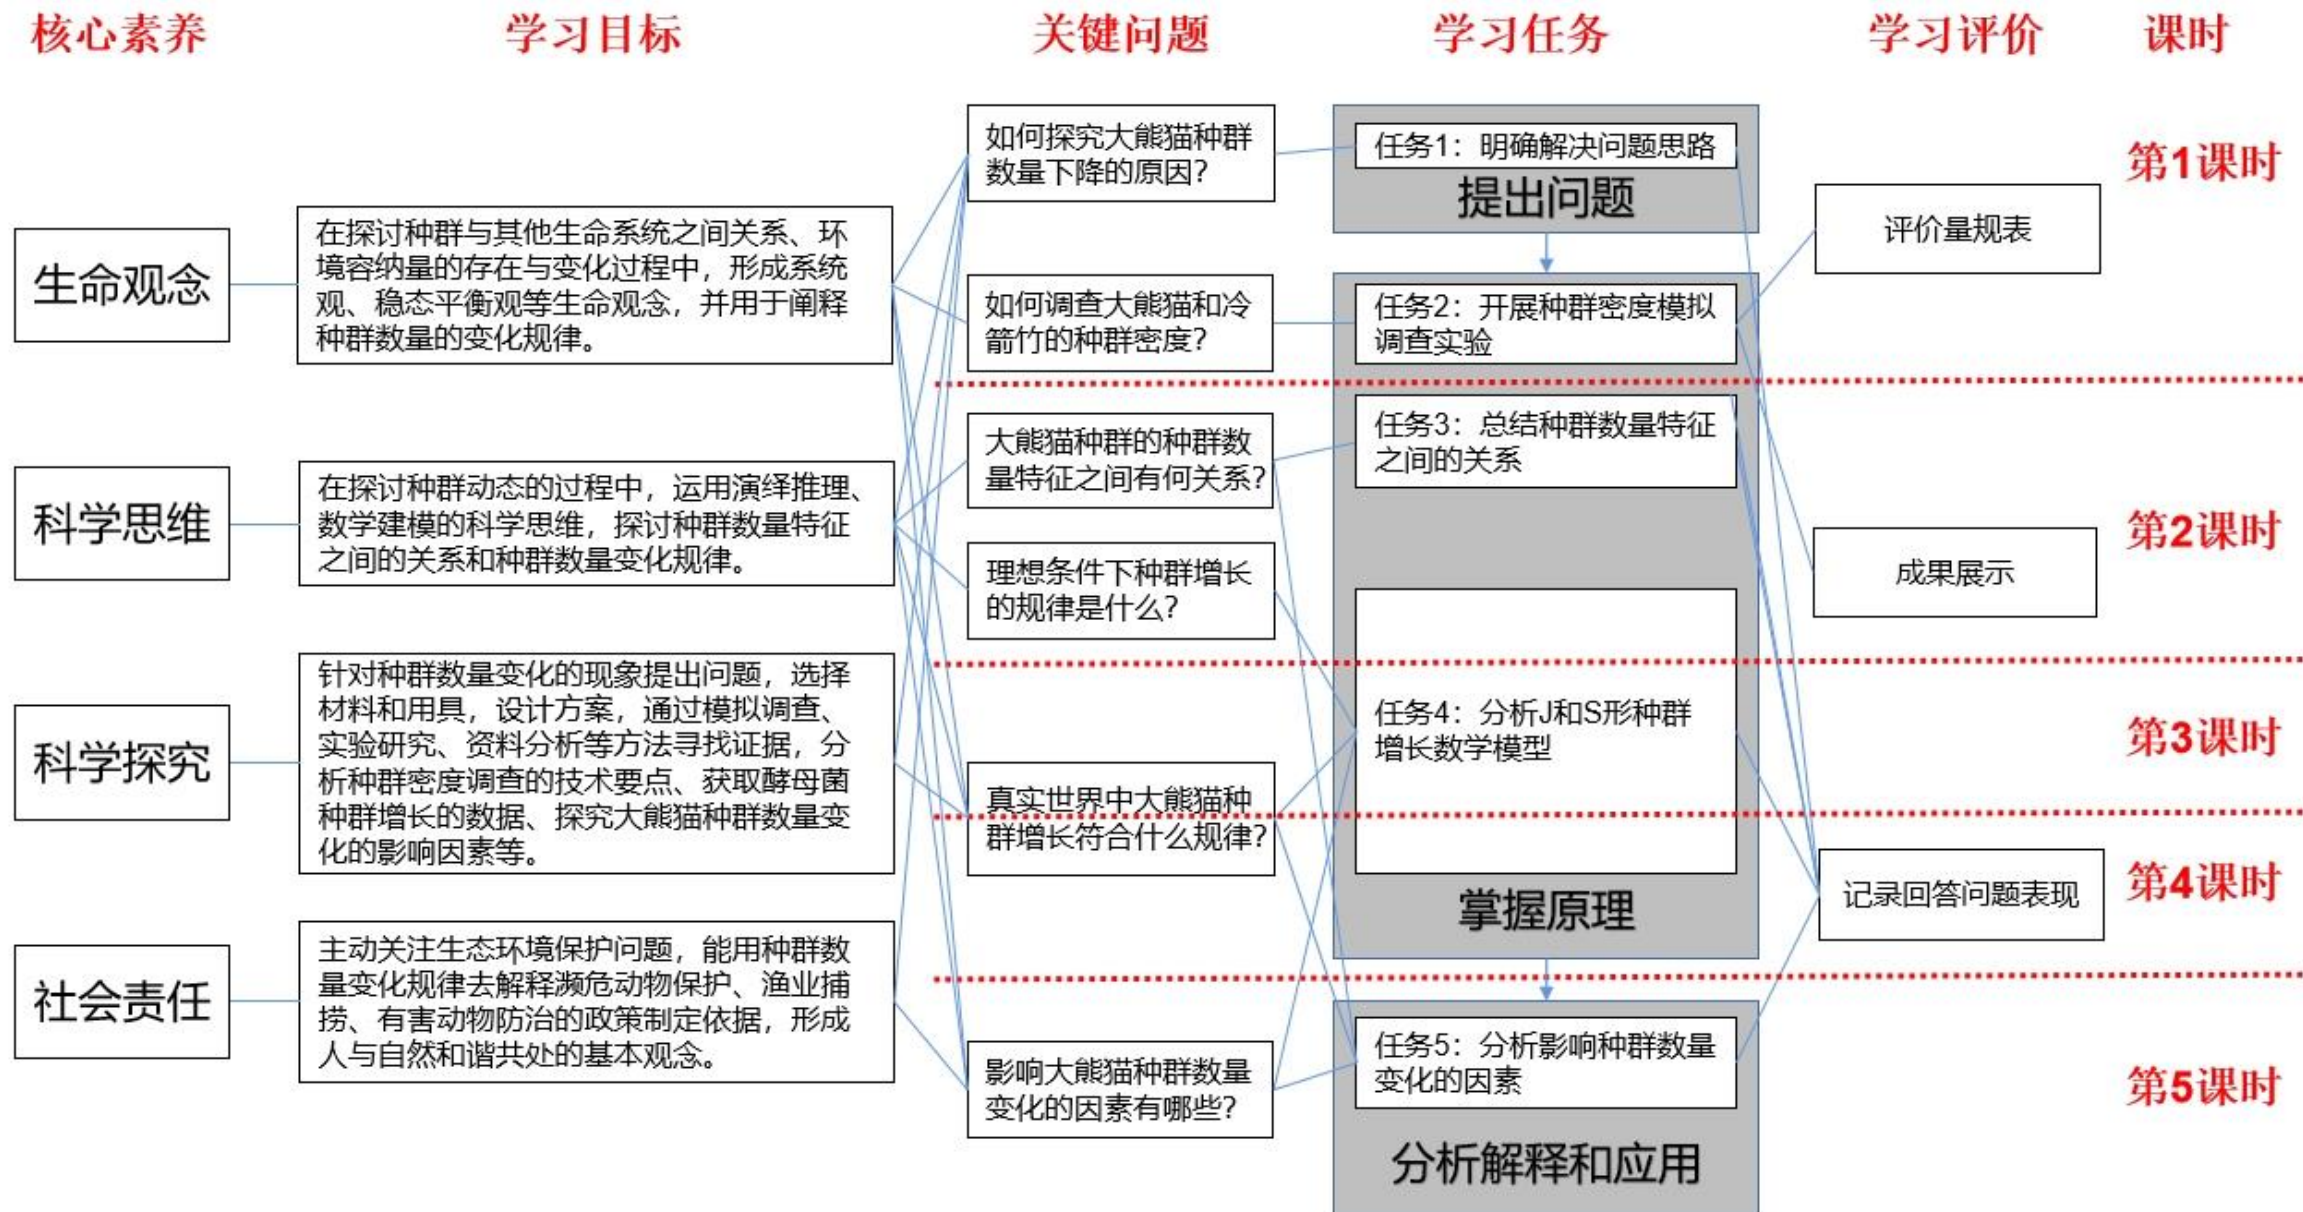 核心素养
学习目标
关键问题
学习任务
学习评价
课时
生命观念
科学思维
科学探究
社会责任
在探讨种群与其他生命系统之间关系、环
境容纳量的存在与变化过程中，形成系统
观、稳态平衡观等生命观念，并用于阐释
种群数量的变化规律。
在探讨种群动态的过程中，运用演绎推理、
数学建模的科学思维，探讨种群数量特征
之间的关系和种群数量变化规律。
针对种群数量变化的现象提出问题，选择
材料和用具，设计方案，通过模拟调查、
实验研究、资料分析等方法寻找证据，分
析种群密度调查的技术要点、获取酵母菌
种群增长的数据、探究大熊猫种群数量变
化的影响因素等。
主动关注生态环境保护问题，能用种群数
量变化规律去解释濒危动物保护、渔业捕
捞、有害动物防治的政策制定依据，形成
人与自然和谐共处的基本观念。
如何探究大熊猫种群
数量下降的原因？
如何调查大熊猫和冷
箭竹的种群密度？
大熊猫种群的种群数
量特征之间有何关系？
理想条件下种群增长
的规律是什么？
真实世界中大熊猫种
群增长符合什么规律？
影响大熊猫种群数量
变化的因素有哪些？
任务1：明确解决问题思路
提出问题
任务2：开展种群密度模拟
调查实验
任务3：总结种群数量特征
之间的关系
任务4：分析J和S形种群
增长数学模型
掌握原理
任务5：分析影响种群数量
变化的因素
分析解释和应用
评价量规表
成果展示
记录回答问题表现
第1课时
第2课时
第3课时
第4课时
第5课时